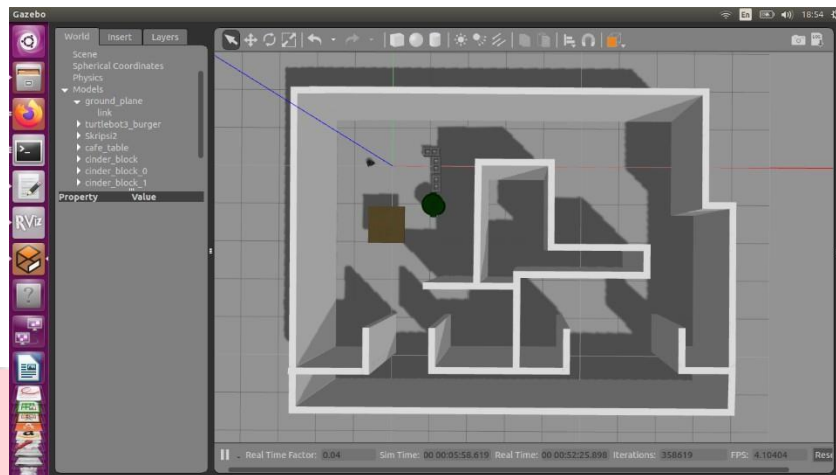 Gazebo
En
18:54
World Insert Layers
Scene
Spherical Coordinates
Physics
Models
ground_plane
link
turtlebot3_burger
Skripsi2
cafe_table
cinder_block
cinder_block_0
cinder_block_1
Property Value
RViz
Real Time Factor: 0.04 Sim Time: 00 00:05:58.619 Real Time: 00 00:52:25.898 Iterations: 358619 FPS: 4.10404 Res